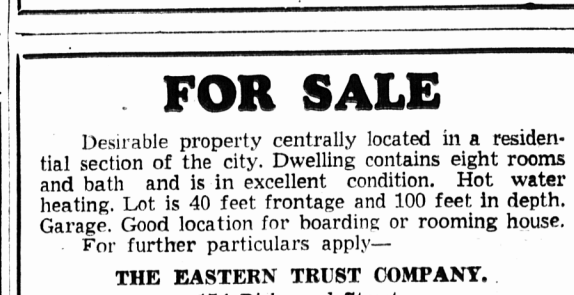 FOR SALE
Desirable property centrally located in a residen-
tial section of the city. Dwelling contains eight rooms
and bath and is in excellent condition. Hot water
heating. Lot is 40 feet frontage and 100 feet in depth.
Garage. Good location for boarding or rooming house.
For further particulars apply—
THE EASTERN TRUST COMPANY.